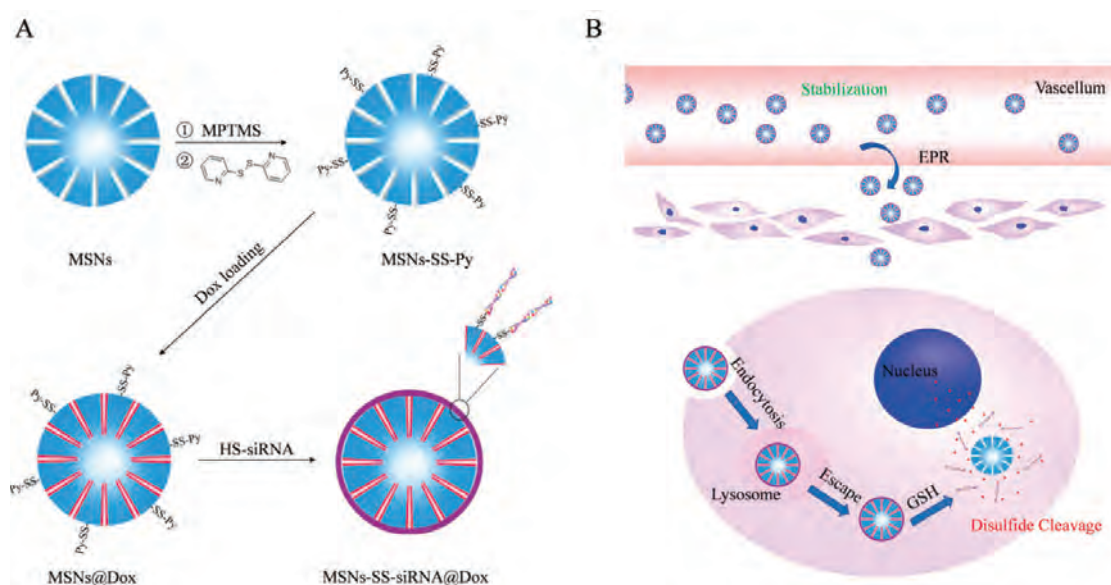 A
Py-SS-
-SS-Py
-SS-Py
-SS-Py
Py-SS-
Py-SS-
① MPTMS
②
N
S
S
N
MSNs
MSNs-SS-Py
Dox loading
-SS-
-SS-
Py-SS-
-SS-Py
-SS-Py
-SS-Py
Py-SS-
Py-SS-
HS-siRNA
MSNs@Dox
MSNs-SS-siRNA@Dox
B
Stabilization
Vascellum
EPR
Nucleus
Endocytosis
Lysosome
Escape
GSH
Disulfide Cleavage